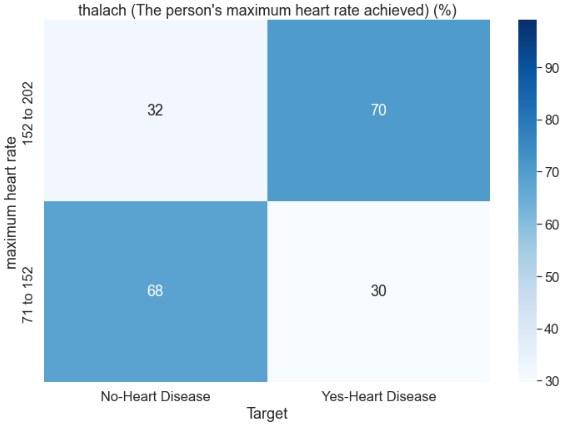 thalach (The person's maximum heart rate achieved) (%)
maximum heart rate
152 to 202
71 to 152
32
70
68
30
No-Heart Disease
Yes-Heart Disease
Target
90
80
70
60
50
40
30